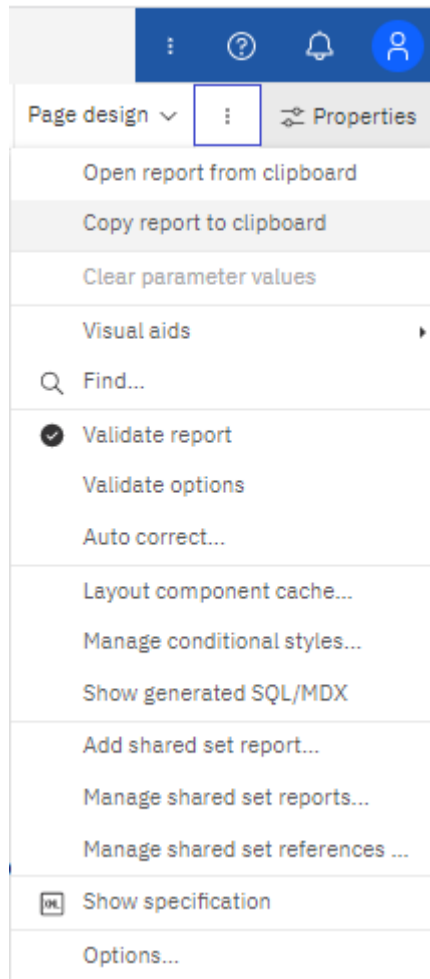 Page design
Properties
Open report from clipboard
Copy report to clipboard
Clear parameter values
Visual aids
Find...
Validate report
Validate options
Auto correct...
Layout component cache...
Manage conditional styles...
Show generated SQL/MDX
Add shared set report...
Manage shared set reports...
Manage shared set references ...
Show specification
Options...